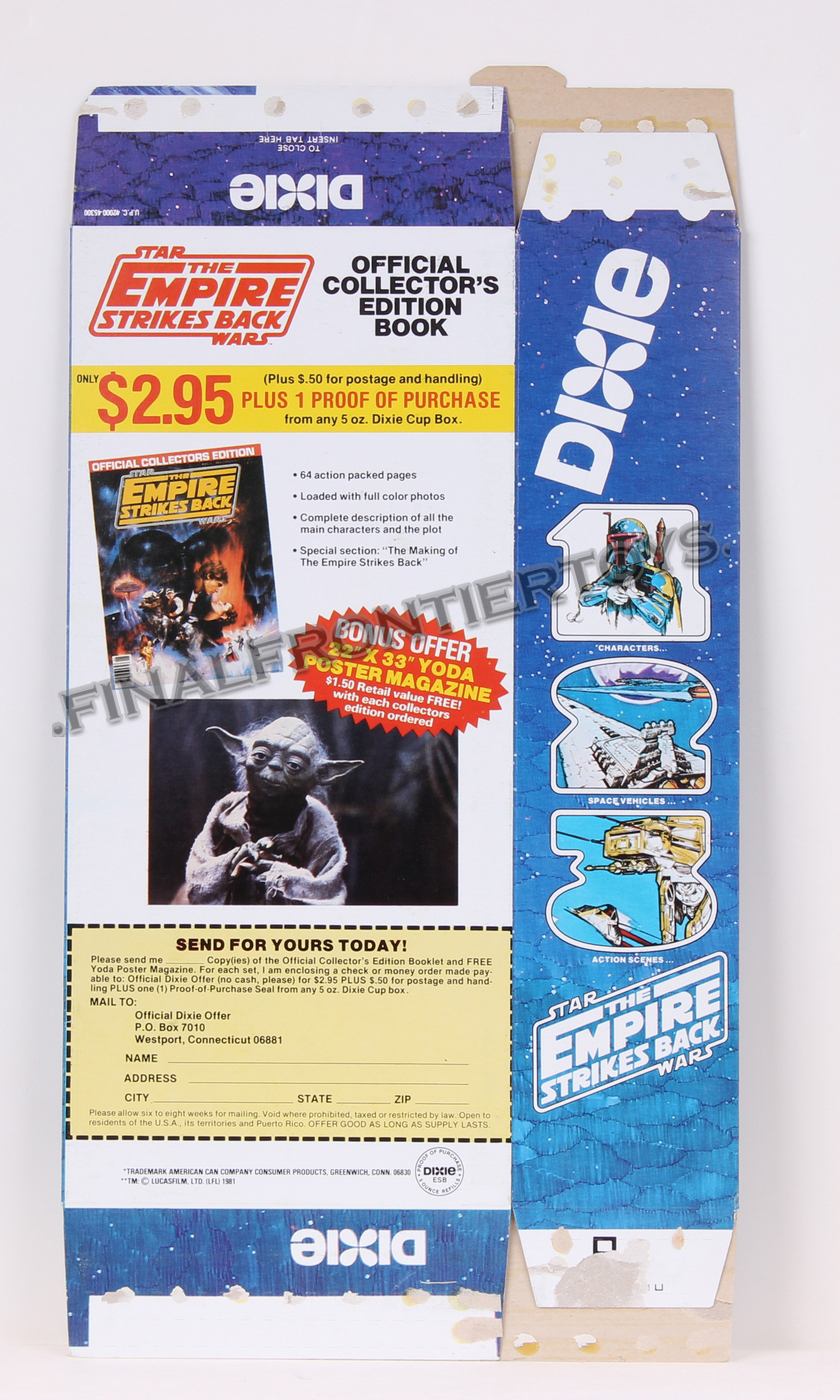 TO CLOSE
INSERT TAB HERE
DIXIE
U.P.C. 42000-45300
STAR
THE
EMPIRE
STRIKES BACK
WARS
OFFICIAL
COLLECTOR'S
EDITION
BOOK
ONLY $2.95
(Plus $.50 for postage and handling)
PLUS 1 PROOF OF PURCHASE
from any 5 oz. Dixie Cup Box.
OFFICIAL COLLECTORS EDITION
STAR
THE
EMPIRE
STRIKES BACK
WARS
• 64 action packed pages
• Loaded with full color photos
• Complete description of all the
main characters and the plot
• Special section: "The Making of
The Empire Strikes Back"
.FINALFRONTIERTOYS.
BONUS OFFER
22" X 33" YODA
POSTER MAGAZINE
$1.50 Retail value FREE!
with each collectors
edition ordered
SEND FOR YOURS TODAY!
Please send me ________ Copy(ies) of the Official Collector's Edition Booklet and FREE
Yoda Poster Magazine. For each set, I am enclosing a check or money order made pay-
able to: Official Dixie Offer (no cash, please) for $2.95 PLUS $.50 for postage and hand-
ling PLUS one (1) Proof-of-Purchase Seal from any 5 oz. Dixie Cup box.
MAIL TO:
Official Dixie Offer
P.O. Box 7010
Westport, Connecticut 06881
NAME
ADDRESS
CITY STATE ZIP
Please allow six to eight weeks for mailing. Void where prohibited, taxed or restricted by law. Open to
residents of the U.S.A., its territories and Puerto Rico. OFFER GOOD AS LONG AS SUPPLY LASTS.
*TRADEMARK AMERICAN CAN COMPANY CONSUMER PRODUCTS, GREENWICH, CONN. 06830
**TM: © LUCASFILM, LTD. (LFL) 1981
PROOF OF PURCHASE
DIXIE
ESB
5 OUNCE REFILLS
DIXIE
DIXIE
1
CHARACTERS...
2
SPACE VEHICLES...
3
ACTION SCENES...
STAR
THE
EMPIRE
STRIKES BACK
WARS